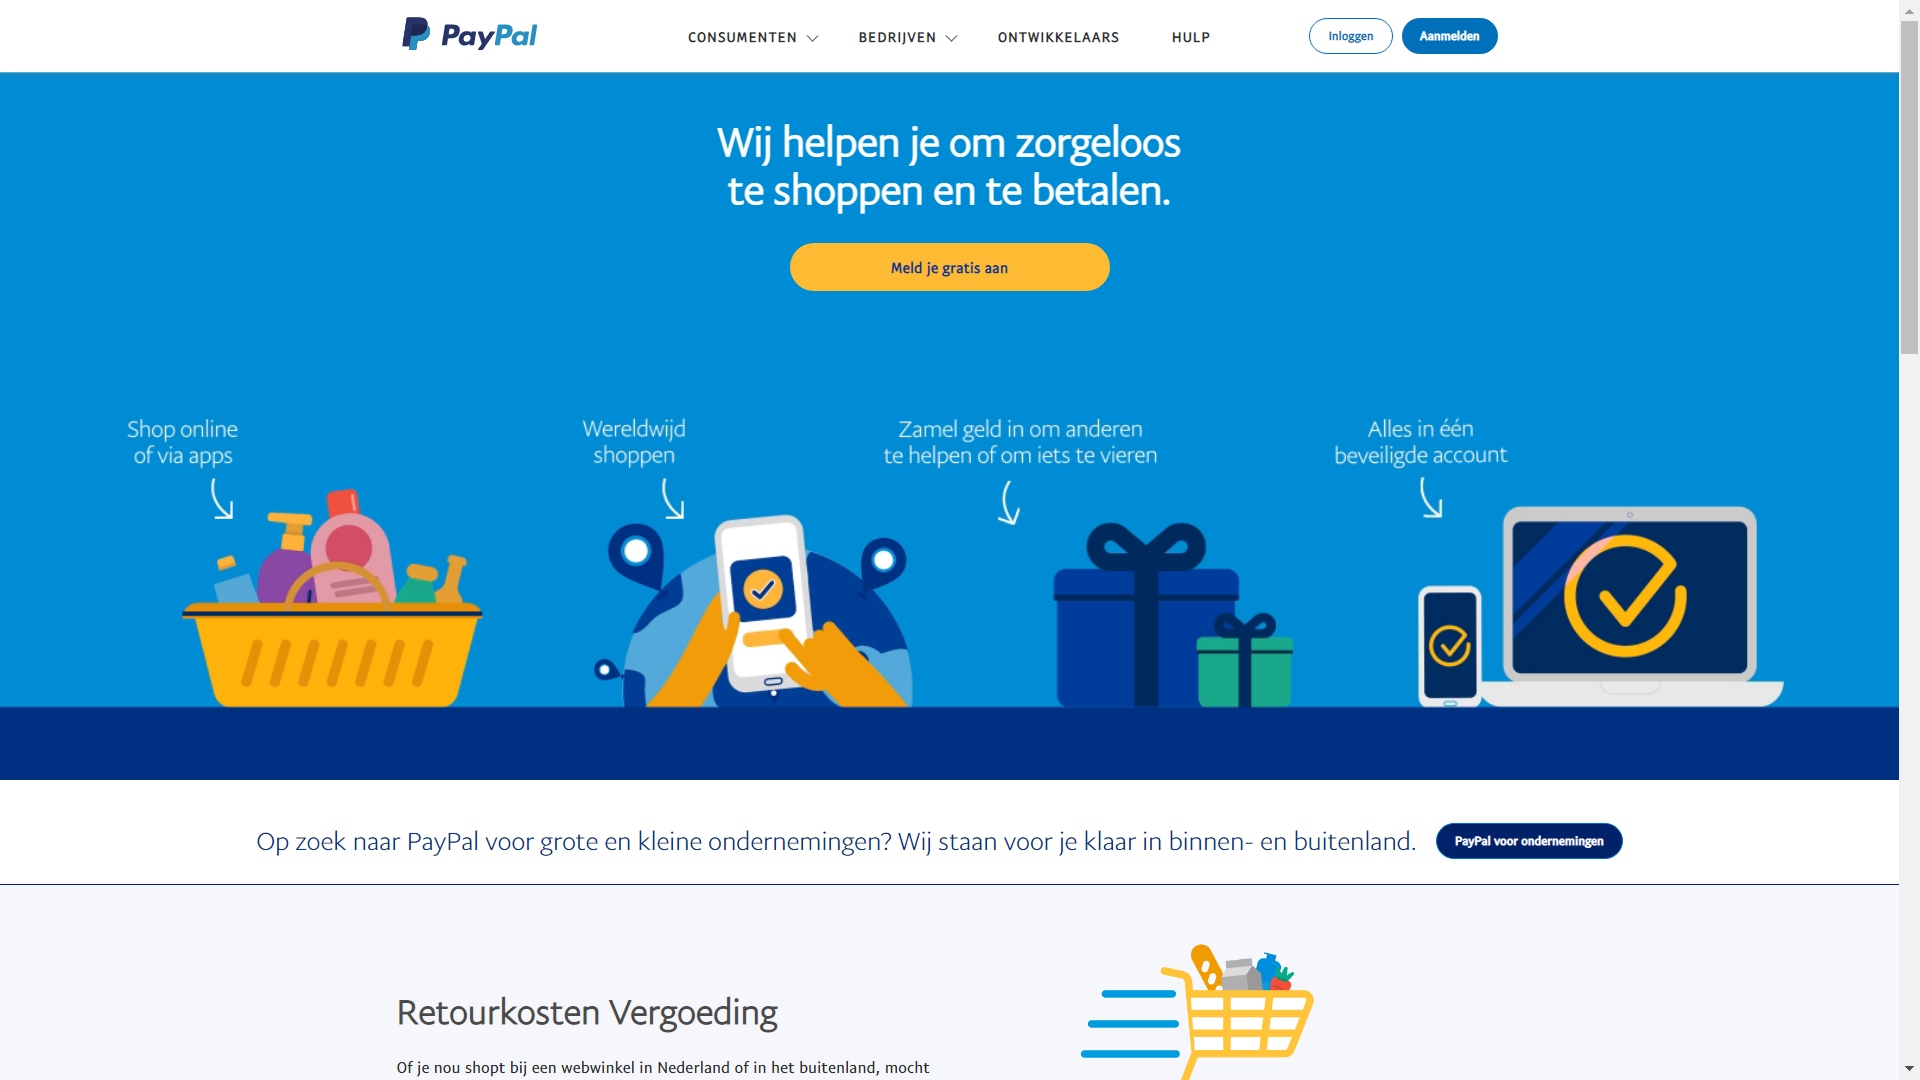 PayPal
CONSUMENTEN
BEDRIJVEN
ONTWIKKELAARS
HULP
Inloggen
Aanmelden
Wij helpen je om zorgeloos
te shoppen en te betalen.
Meld je gratis aan
Shop online
of via apps
Wereldwijd
shoppen
Zamel geld in om anderen
te helpen of om iets te vieren
Alles in één
beveiligde account
Op zoek naar PayPal voor grote en kleine ondernemingen? Wij staan voor je klaar in binnen- en buitenland.
PayPal voor ondernemingen
Retourkosten Vergoeding
Of je nou shopt bij een webwinkel in Nederland of in het buitenland, mocht